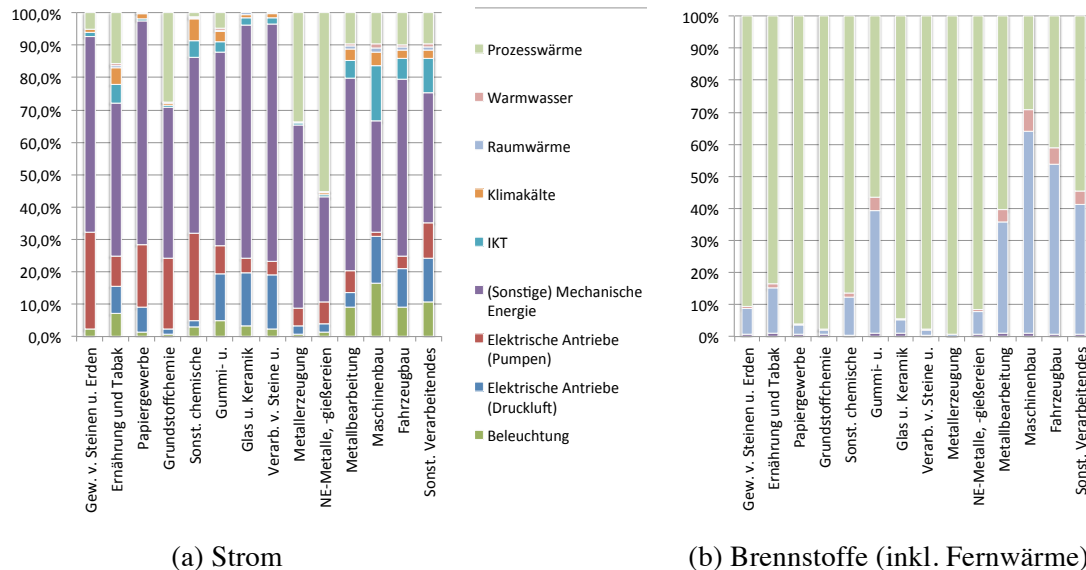 100,0%
90,0%
80,0%
70,0%
60,0%
50,0%
40,0%
30,0%
20,0%
10,0%
0,0%
Gew. v. Steinen u. Erden
Ernährung und Tabak
Papiergewerbe
Grundstoffchemie
Sonst. chemische
Gummi- u.
Glas u. Keramik
Verarb. v. Steine u.
Metallerzeugung
NE-Metalle, -gießereien
Metallbearbeitung
Maschinenbau
Fahrzeugbau
Sonst. Verarbeitendes
(a) Strom
Prozesswärme
Warmwasser
Raumwärme
Klimakälte
IKT
(Sonstige) Mechanische
Energie
Elektrische Antriebe
(Pumpen)
Elektrische Antriebe
(Druckluft)
Beleuchtung
100%
90%
80%
70%
60%
50%
40%
30%
20%
10%
0%
Gew. v. Steinen u. Erden
Ernährung und Tabak
Papiergewerbe
Grundstoffchemie
Sonst. chemische
Gummi- u.
Glas u. Keramik
Verarb. v. Steine u.
Metallerzeugung
NE-Metalle, -gießereien
Metallbearbeitung
Maschinenbau
Fahrzeugbau
Sonst. Verarbeitendes
(b) Brennstoffe (inkl. Fernwärme)